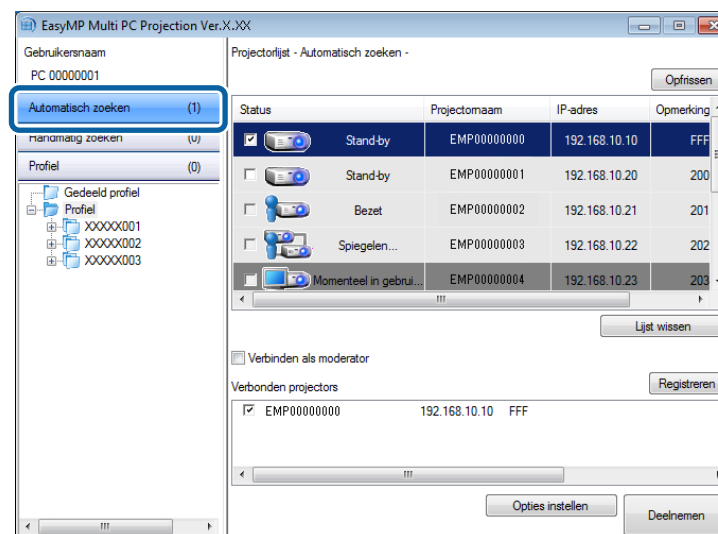 EasyMP Multi PC Projection Ver.X.XX
Gebruikersnaam
PC 00000001
Automatisch zoeken (1)
Handmatig zoeken (0)
Profiel (0)
Gedeeld profiel
Profiel
XXXXX001
XXXXX002
XXXXX003
Projectorlijst - Automatisch zoeken -
Opfrissen
Status Projectornaam IP-adres Opmerking
Stand-by EMP00000000 192.168.10.10 FFF
Stand-by EMP00000001 192.168.10.20 200
Bezet EMP00000002 192.168.10.21 201
Spiegelen... EMP00000003 192.168.10.22 202
Momenteel in gebrui... EMP00000004 192.168.10.23 203
Lijst wissen
Verbinden als moderator
Verbonden projectors
Registreren
EMP00000000 192.168.10.10 FFF
Opties instellen
Deelnemen